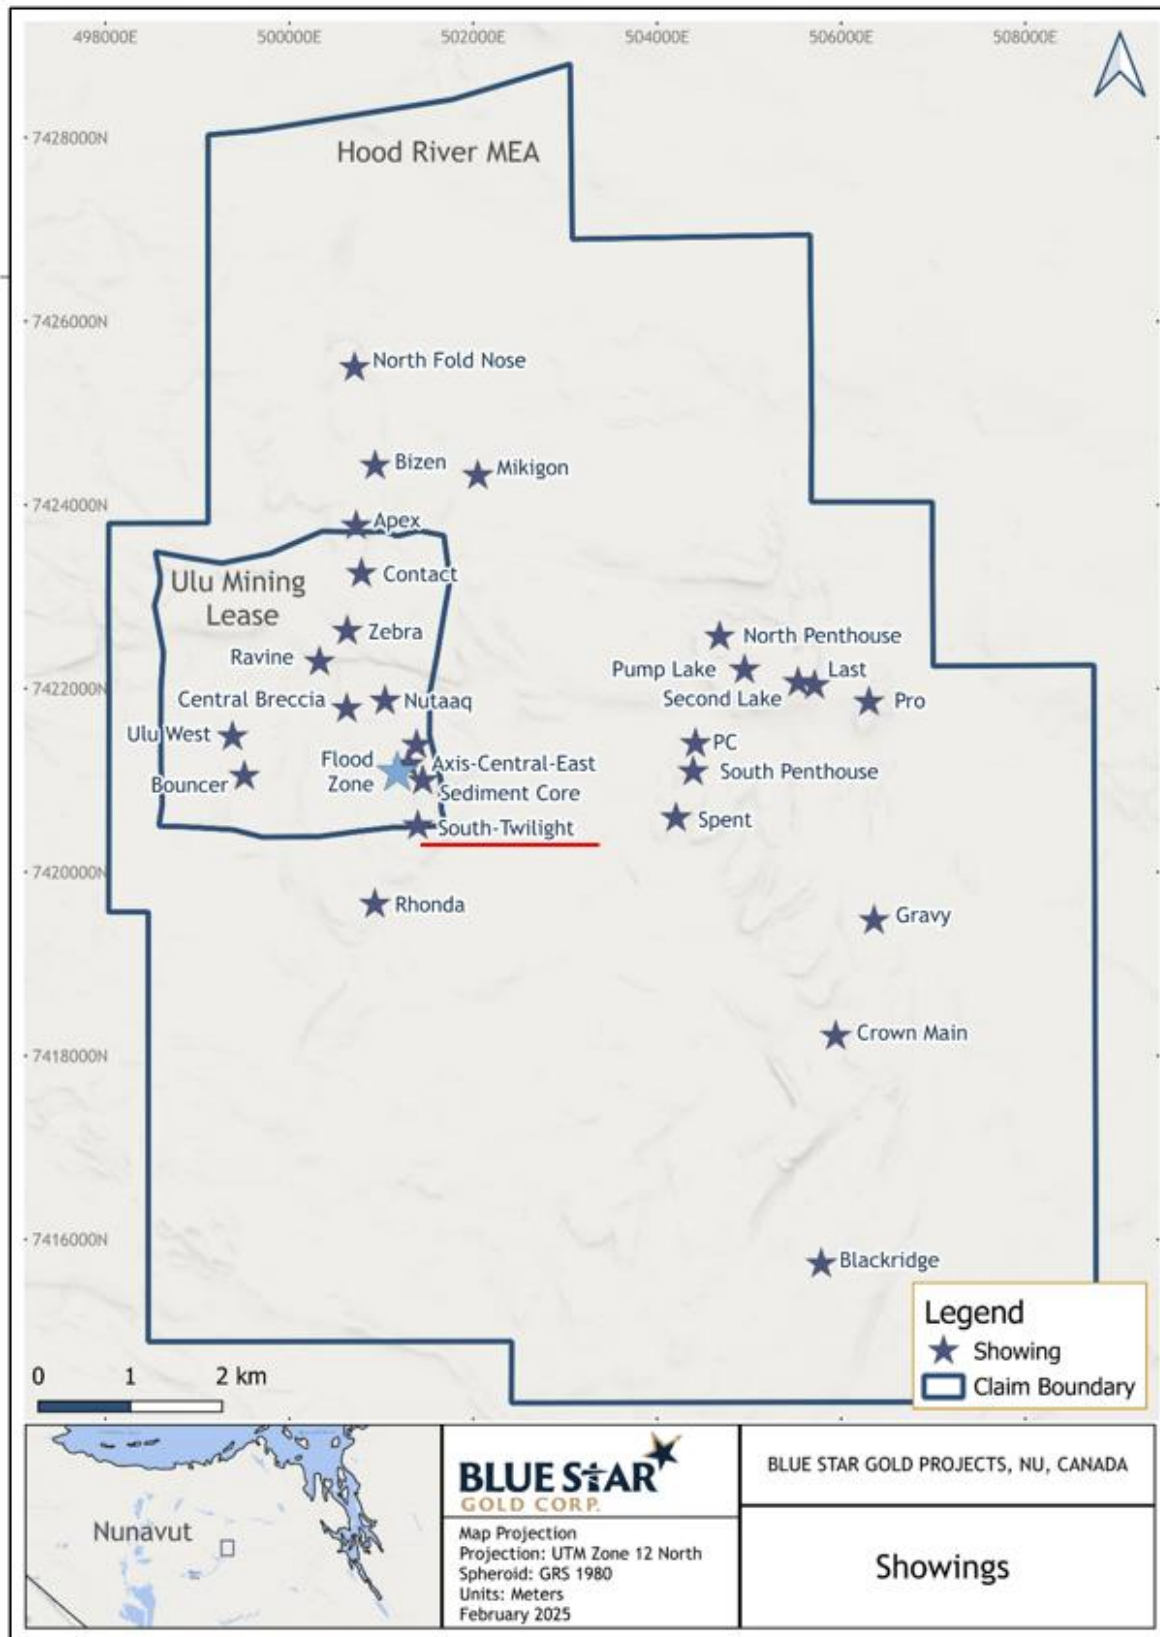 498000E 500000E 502000E 504000E 506000E 508000E
7428000N
Hood River MEA
7426000N
North Fold Nose
Bizen
Mikigon
7424000N
Apex
Contact
Ulu Mining
Lease
Zebra
Ravine
North Penthouse
Pump Lake
Last
7422000N
Second Lake
Pro
Central Breccia
Nutaaq
Ulu West
PC
Flood
Zone
Axis-Central-East
South Penthouse
Bouncer
Sediment Core
Spent
South-Twilight
7420000N
Rhonda
Gravy
7418000N
Crown Main
7416000N
Blackridge
Legend
Showing
Claim Boundary
0 1 2 km
Nunavut
BLUE STAR
GOLD CORP.
Map Projection
Projection: UTM Zone 12 North
Spheroid: GRS 1980
Units: Meters
February 2025
BLUE STAR GOLD PROJECTS, NU, CANADA
Showings